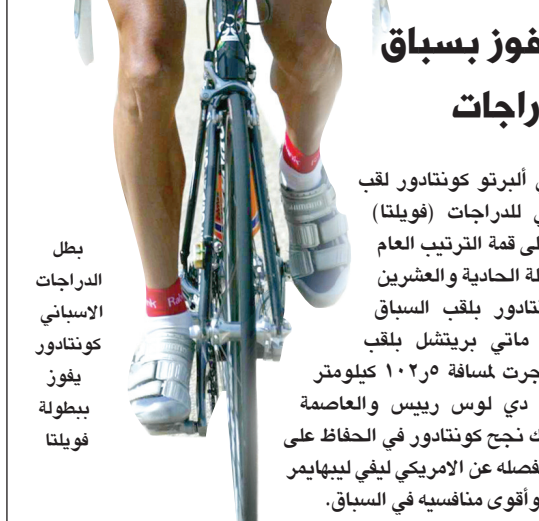 فوز بسباق
راجات
ي ألبرتو كونتادور لقب
ي للدراجات (فويلتا)
لى قمة الترتيب العام
لة الحادية والعشرين
نتادور بلقب السباق
ماتي بريتشل بلقب
جرت لمسافة ٥ر١٠٢ كيلومتر
دي لوس رييس والعاصمة
ك نجح كونتادور في الحفاظ على
فصله عن الامريكي ليفي ليبهايمر
وأقوى منافسيه في السباق.
بطل
الدراجات
الاسباني
كونتادور
يفوز
ببطولة
فويلتا